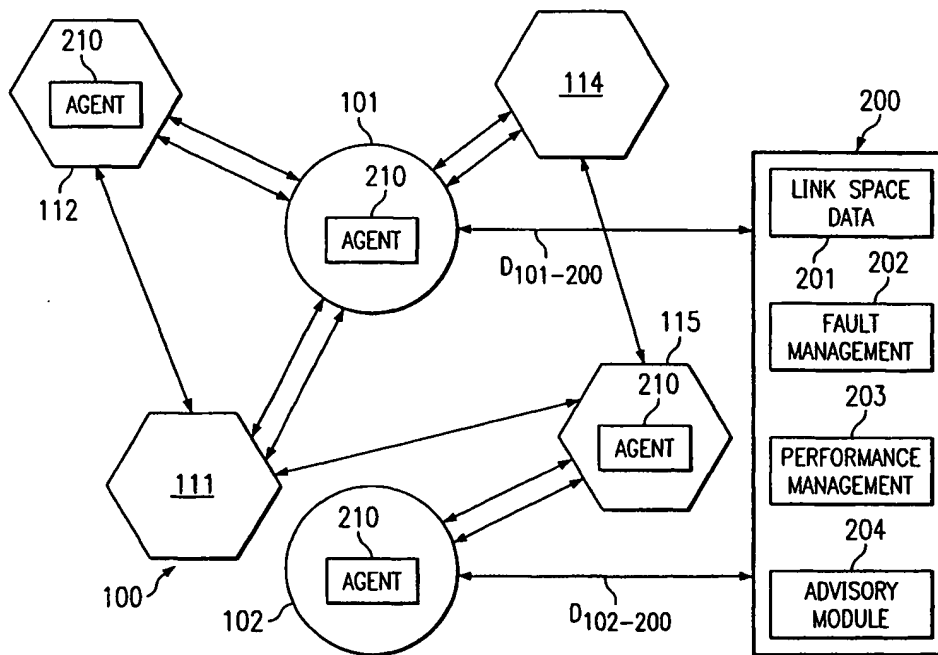 210
AGENT
112
101
210
AGENT
114
200
LINK SPACE
DATA
201
202
FAULT
MANAGEMENT
203
PERFORMANCE
MANAGEMENT
204
ADVISORY
MODULE
D101-200
115
210
AGENT
111
100
210
AGENT
102
D102-200